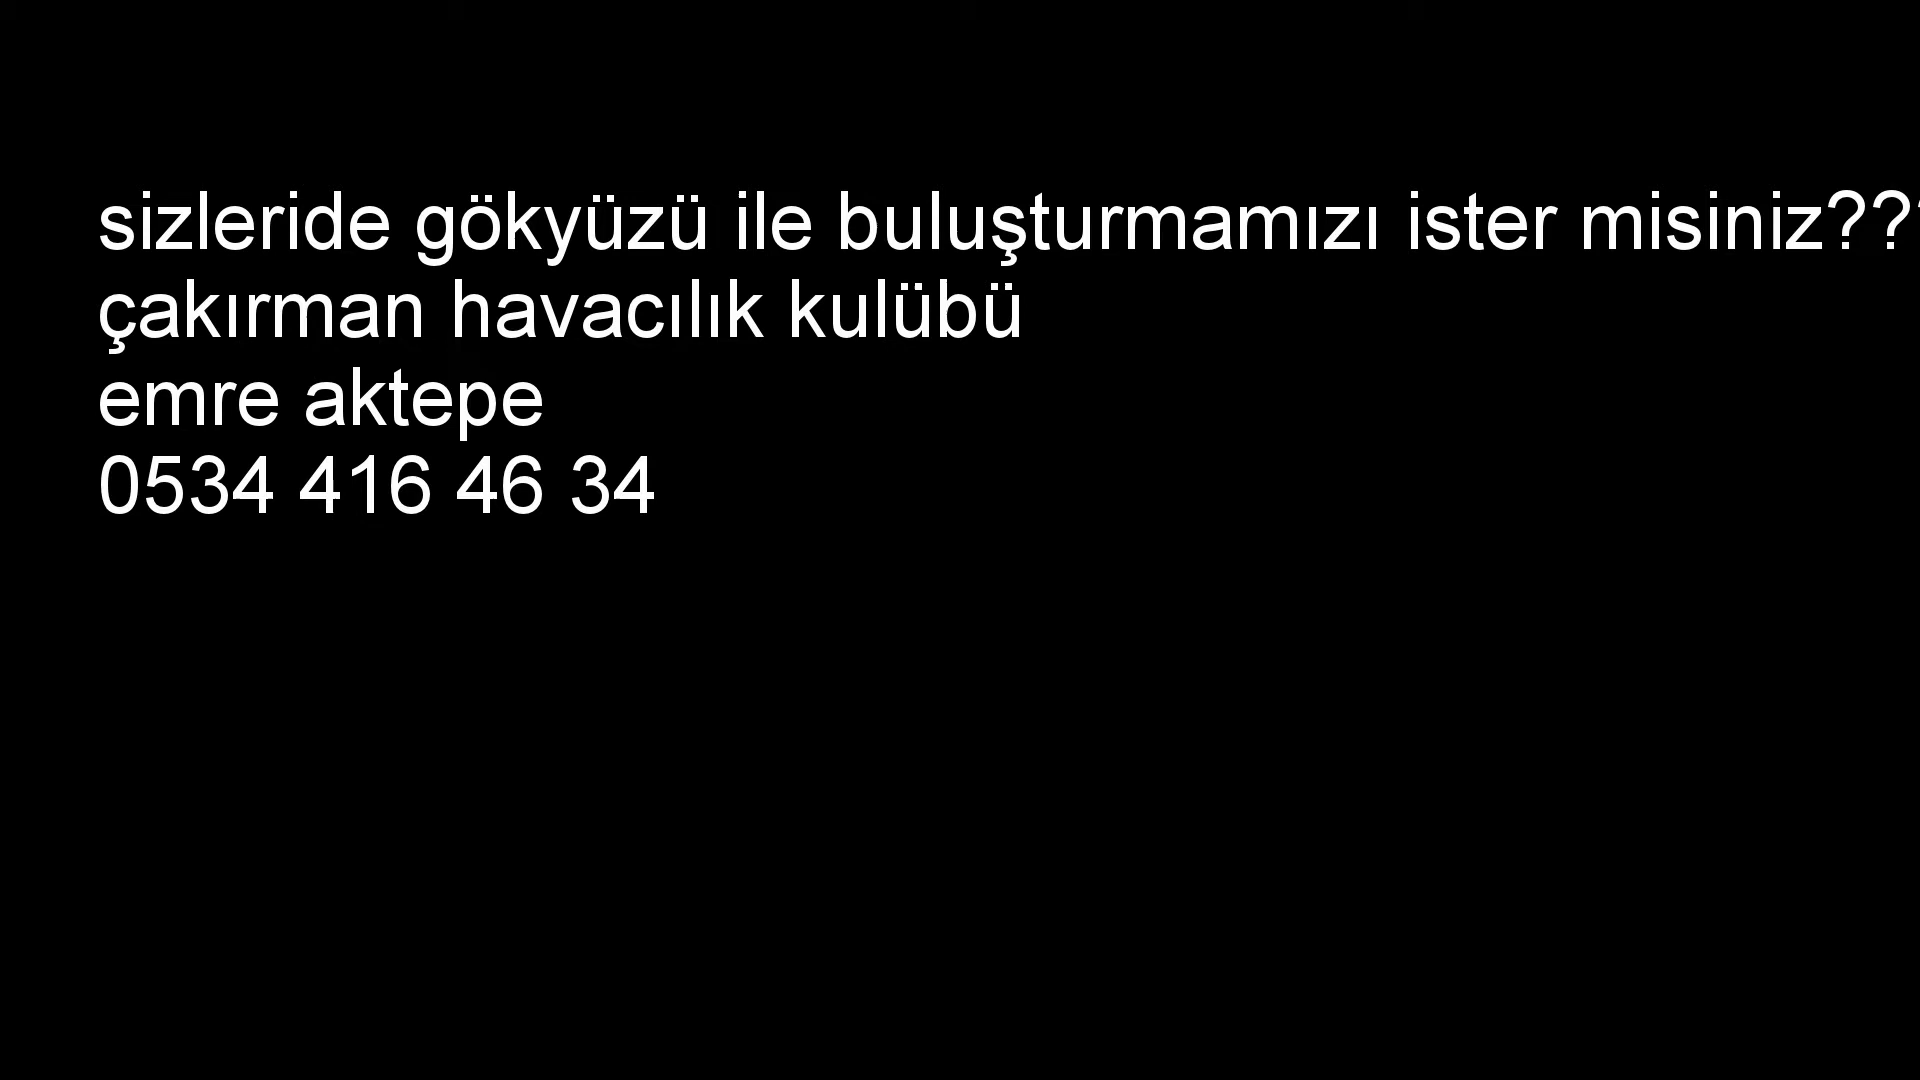 sizleride gökyüzü ile buluşturmamızı ister misiniz???
çakırman havacılık kulübü
emre aktepe
0534 416 46 34